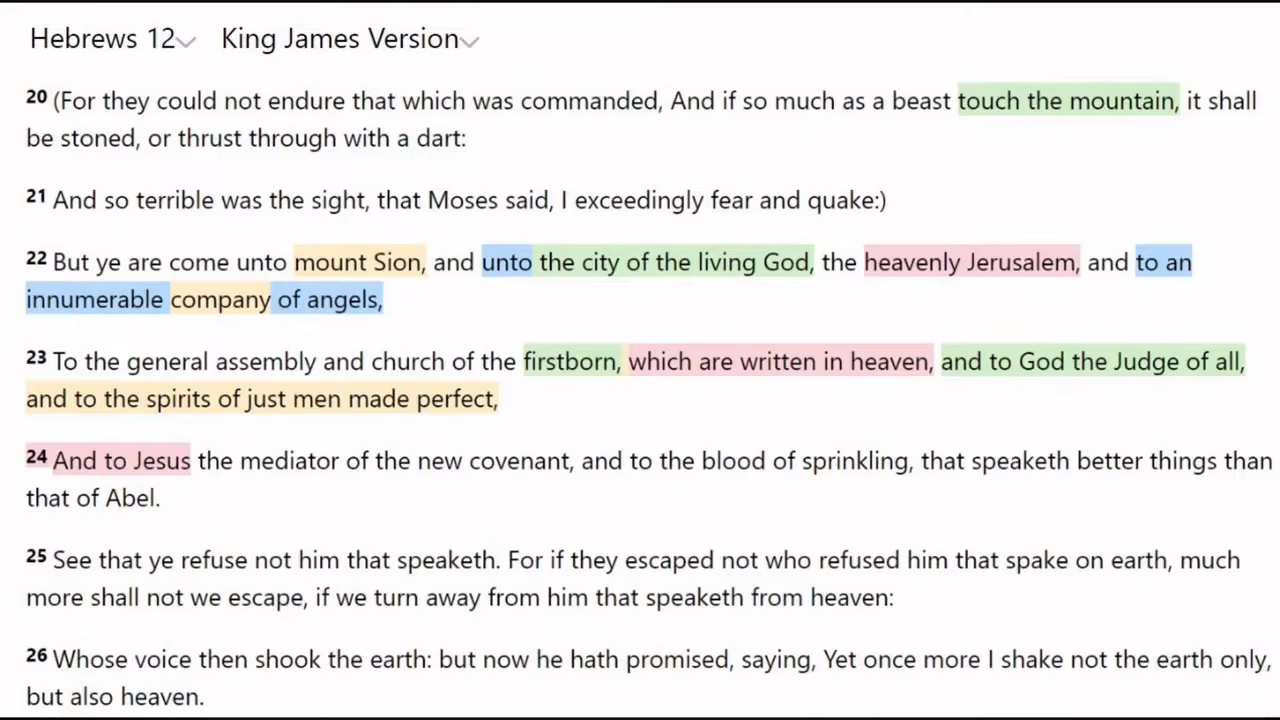 Hebrews 12 King James Version
20 (For they could not endure that which was commanded, And if so much as a beast touch the mountain, it shall
be stoned, or thrust through with a dart:
21 And so terrible was the sight, that Moses said, I exceedingly fear and quake:)
22 But ye are come unto mount Sion, and unto the city of the living God, the heavenly Jerusalem, and to an
innumerable company of angels,
23 To the general assembly and church of the firstborn, which are written in heaven, and to God the Judge of all,
and to the spirits of just men made perfect,
24 And to Jesus the mediator of the new covenant, and to the blood of sprinkling, that speaketh better things than
that of Abel.
25 See that ye refuse not him that speaketh. For if they escaped not who refused him that spake on earth, much
more shall not we escape, if we turn away from him that speaketh from heaven:
26 Whose voice then shook the earth: but now he hath promised, saying, Yet once more I shake not the earth only,
but also heaven.